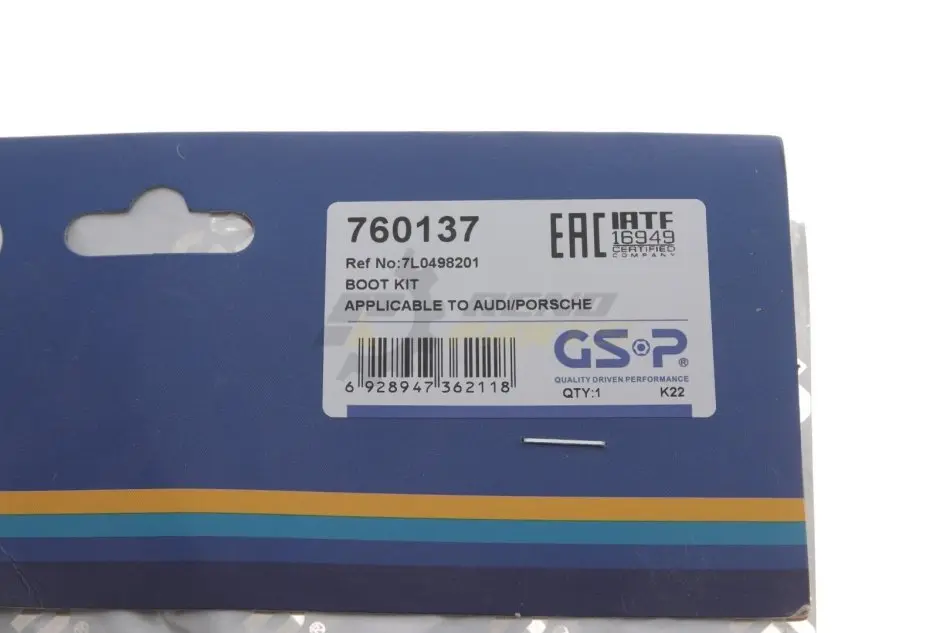 760137
EAC
IATF
16949
CERTIFIED
COMPANY
Ref No:7L0498201
BOOT KIT
APPLICABLE TO AUDI/PORSCHE
GSP®
QUALITY DRIVEN PERFORMANCE
6 928947 362118
QTY:1
K22